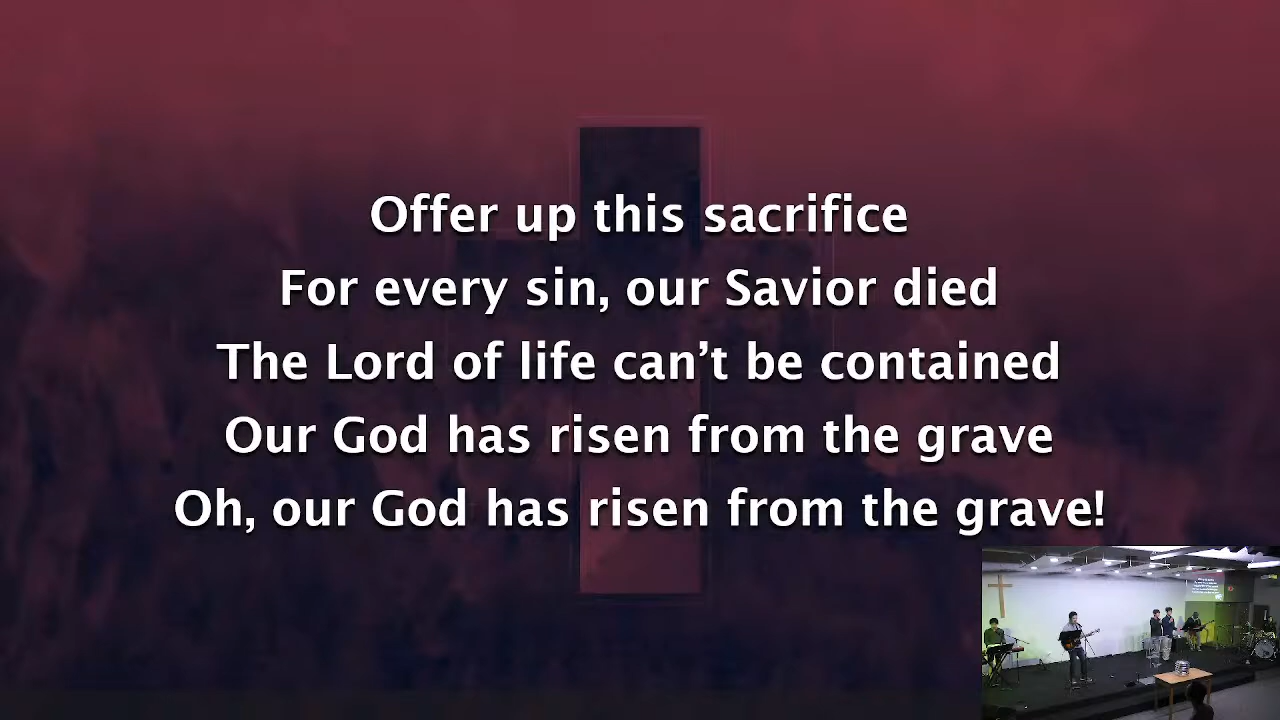 Offer up this sacrifice
For every sin, our Savior died
The Lord of life can’t be contained
Our God has risen from the grave
Oh, our God has risen from the grave!